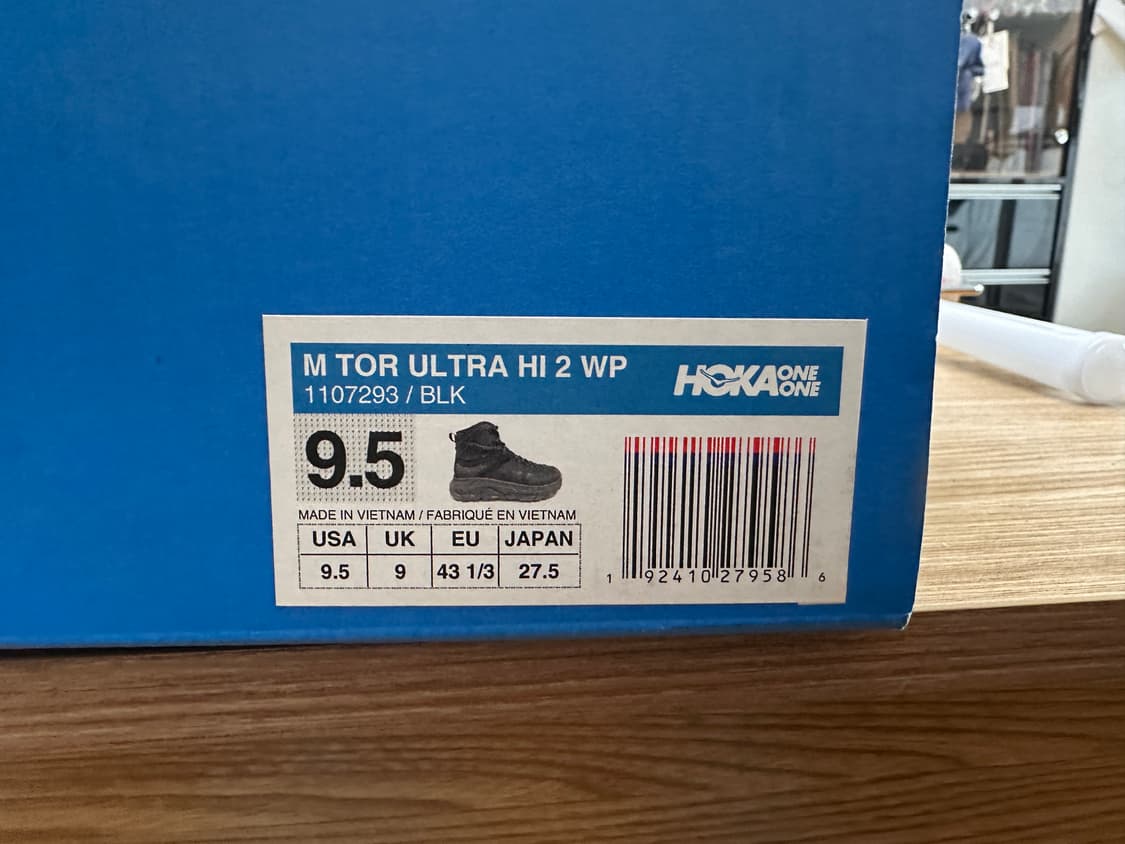 M TOR ULTRA HI 2 WP
1107293 / BLK
HOKA ONE ONE
9.5
MADE IN VIETNAM / FABRIQUÉ EN VIETNAM
USA UK EU JAPAN
9.5 9 43 1/3 27.5
1 92410 27958 6